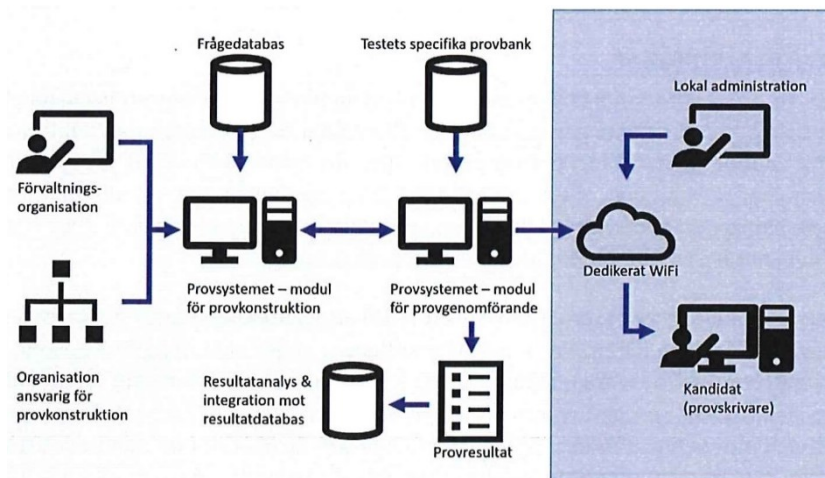 Frågedatabas
Testets specifika provbank
Lokal administration
Förvaltnings-
organisation
Dedikerat WiFi
Provsystemet – modul
för provkonstruktion
Provsystemet – modul
för provgenomförande
Organisation
ansvarig för
provkonstruktion
Resultatanalys &
integration mot
resultatdatabas
Provresultat
Kandidat
(provskrivare)